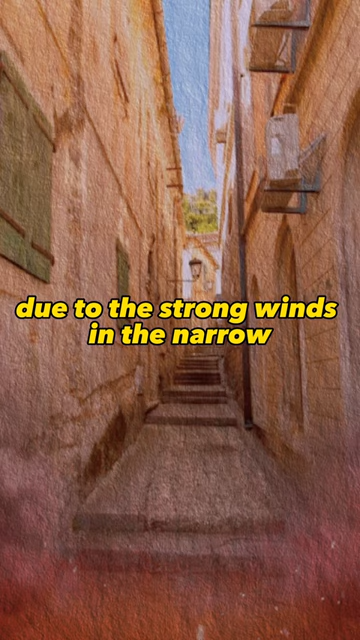 due to the strong winds
in the narrow